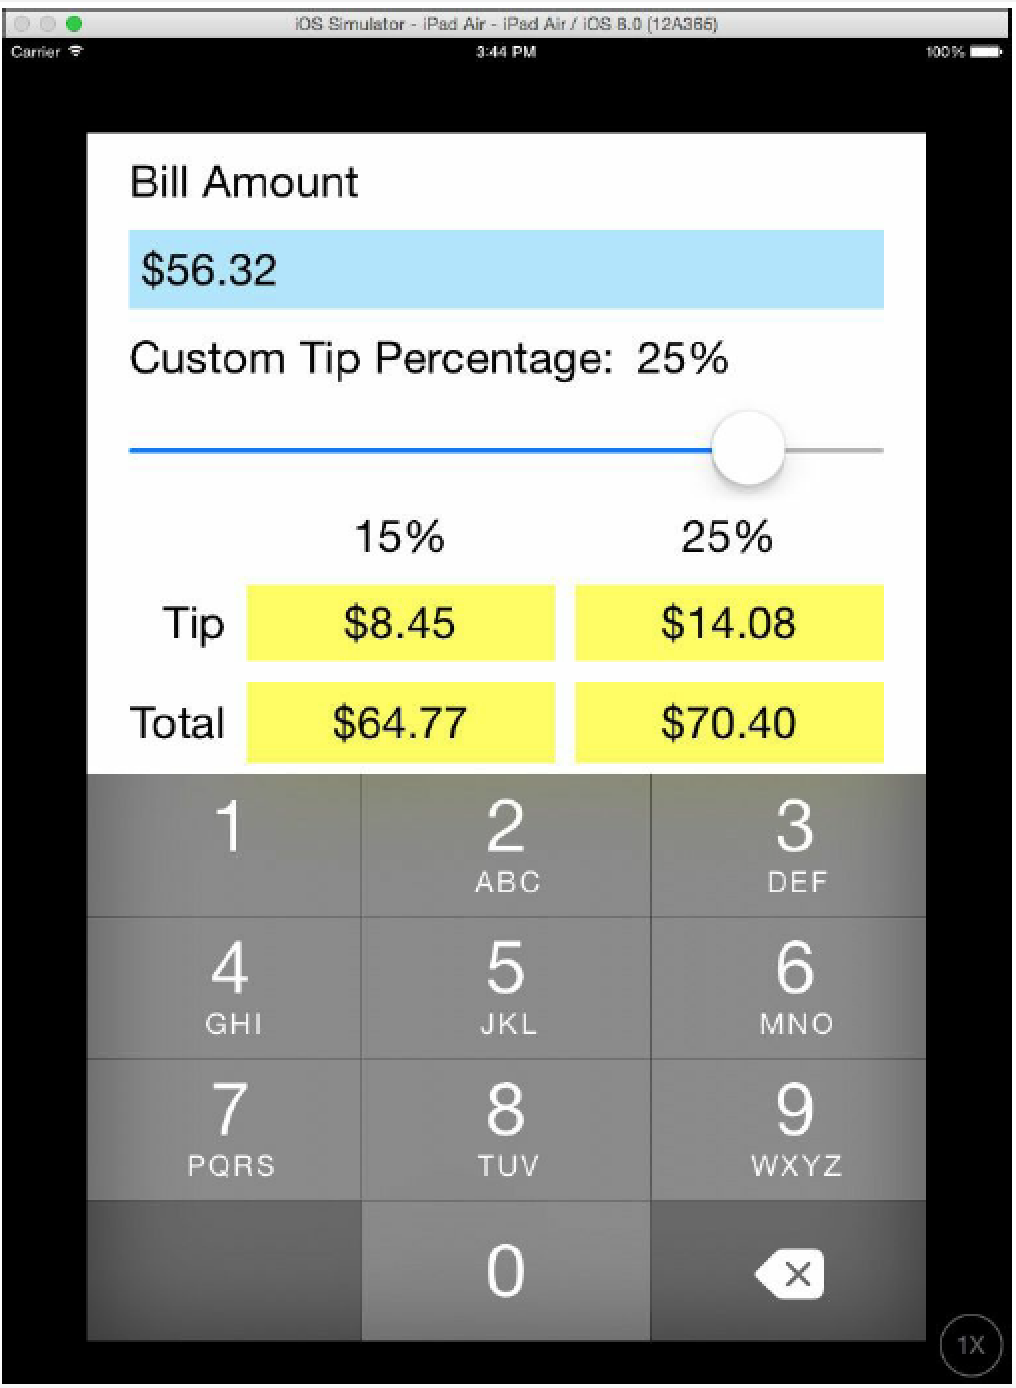 iOS Simulator - iPad Air - iPad Air / iOS 8.0 (12A365)
Carrier 3:44 PM 100%
Bill Amount
$56.32
Custom Tip Percentage: 25%
15% 25%
Tip $8.45 $14.08
Total $64.77 $70.40
1 2 3
ABC DEF
4 5 6
GHI JKL MNO
7 8 9
PQRS TUV WXYZ
0
1X